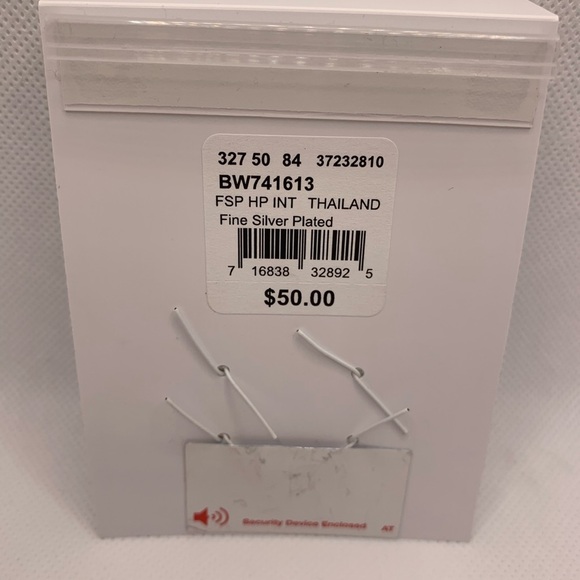 327 50 84 37232810
BW741613
FSP HP INT THAILAND
Fine Silver Plated
7 16838 32892 5
$50.00
Security Device Enclosed AT